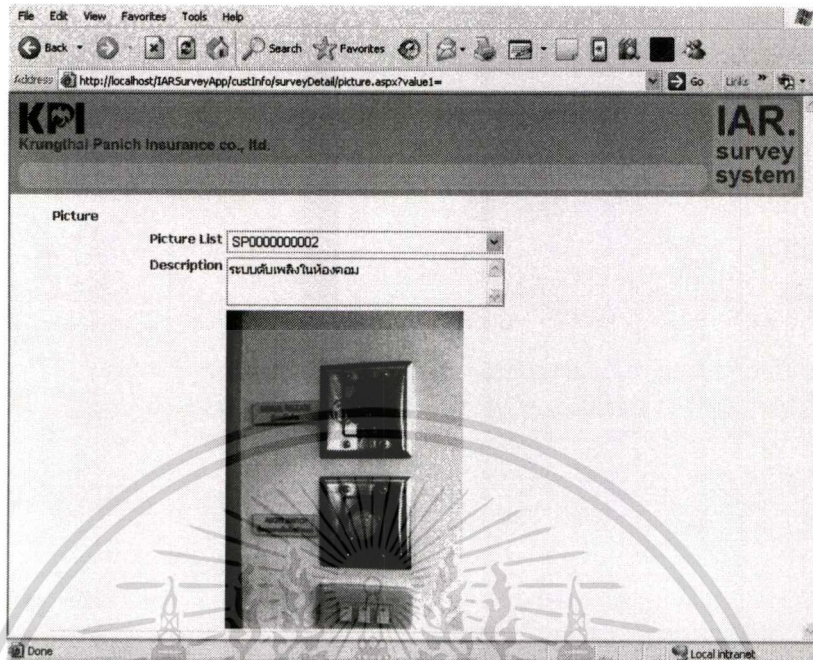 File Edit View Favorites Tools Help
Back Search Favorites
Address http://localhost/IARSurveyApp/custInfo/surveyDetail/picture.aspx?value1= Go Links »
KPI
Krungthai Panich Insurance co., ltd.
IAR.
survey
system
Picture
Picture List SP0000000002
Description ระบบดับเพลิงในห้องคอม
Done Local intranet